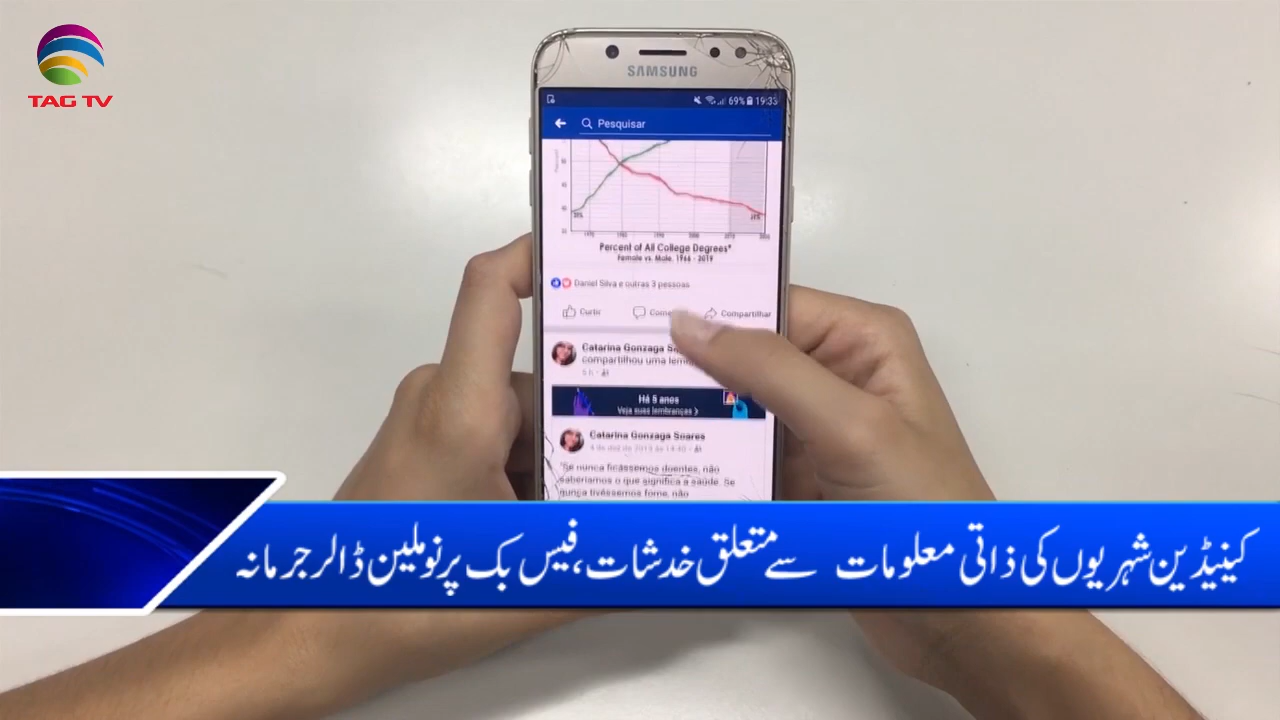 TAG TV
SAMSUNG
69% 19:33
Pesquisar
Percent of All College Degrees*
Female vs. Male, 1966 - 2019
Daniel Silva e outras 3 pessoas
Curtir Compartilhar
Catarina Gonzaga
compartilhou uma
5 h
Há 5 anos
Veja suas lembranças
Catarina Gonzaga Soares
"Se nunca ficássemos doentes, não
saberíamos o que significa a saúde. Se
nunca tivéssemos fome, não
کینیڈین شہریوں کی ذاتی معلومات سے متعلق خدشات، فیس بک پر نو ملین ڈالر جرمانہ